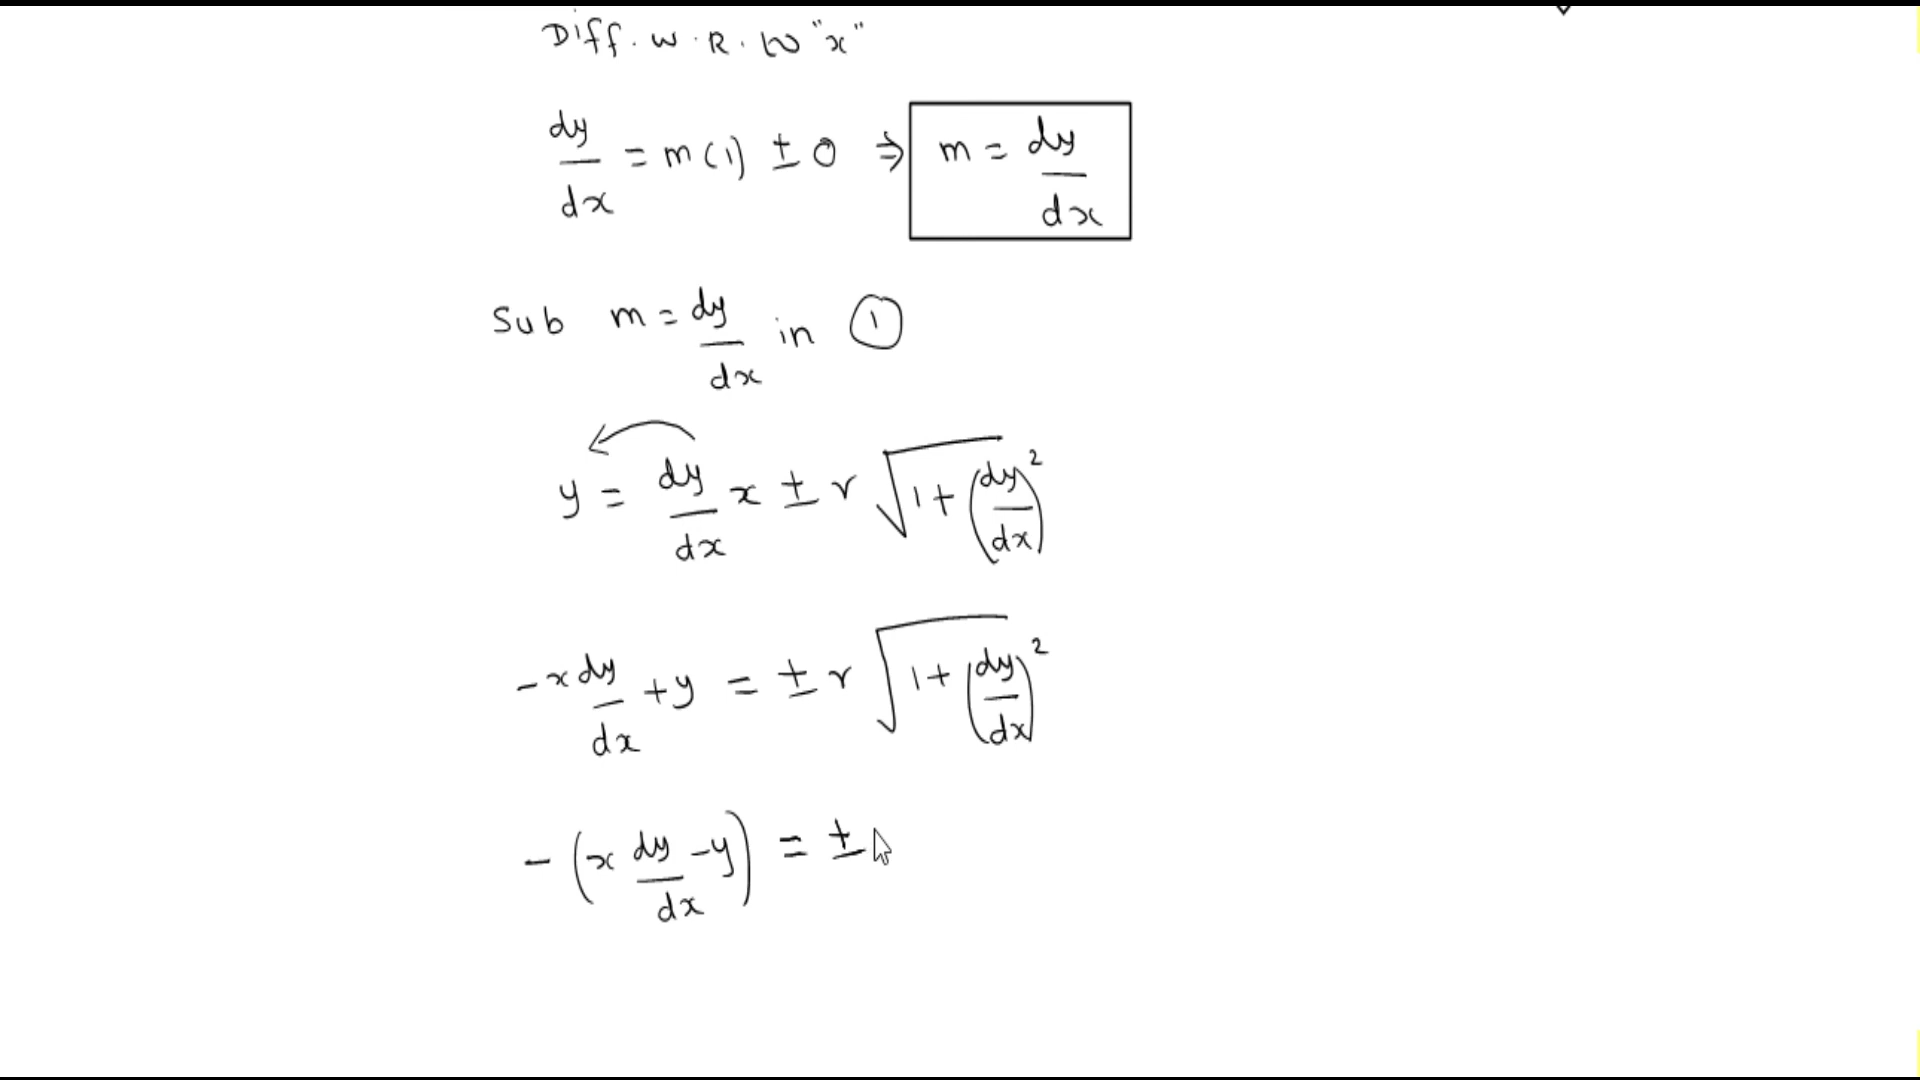 Diff. w.R.to "x"
dy/dx = m(1) ± 0 ⇒ m = dy/dx
Sub m = dy/dx in ①
y = dy/dx x ± r √(1+(dy/dx)²)
-x dy/dx + y = ± r √(1+(dy/dx)²)
-(x dy/dx - y) = ±